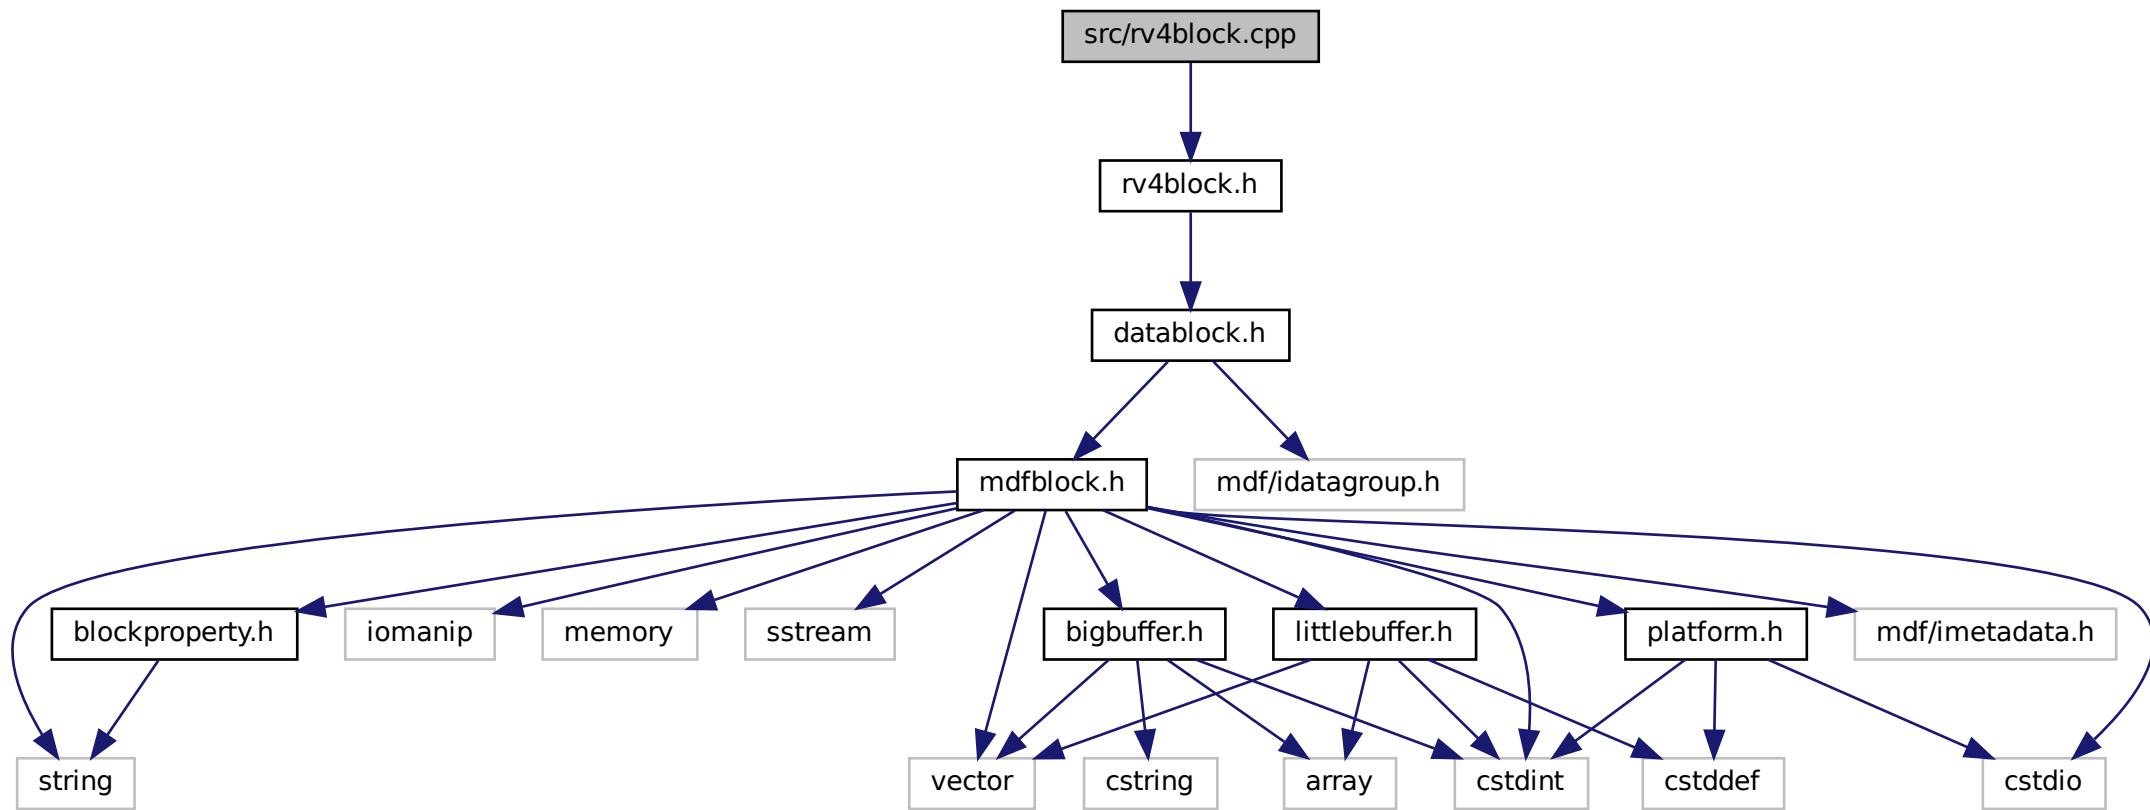 src/rv4block.cpp
rv4block.h
datablock.h
mdfblock.h
mdf/idatagroup.h
blockproperty.h
iomanip
memory
sstream
bigbuffer.h
littlebuffer.h
platform.h
mdf/imetadata.h
string
vector
cstring
array
cstdint
cstddef
cstdio